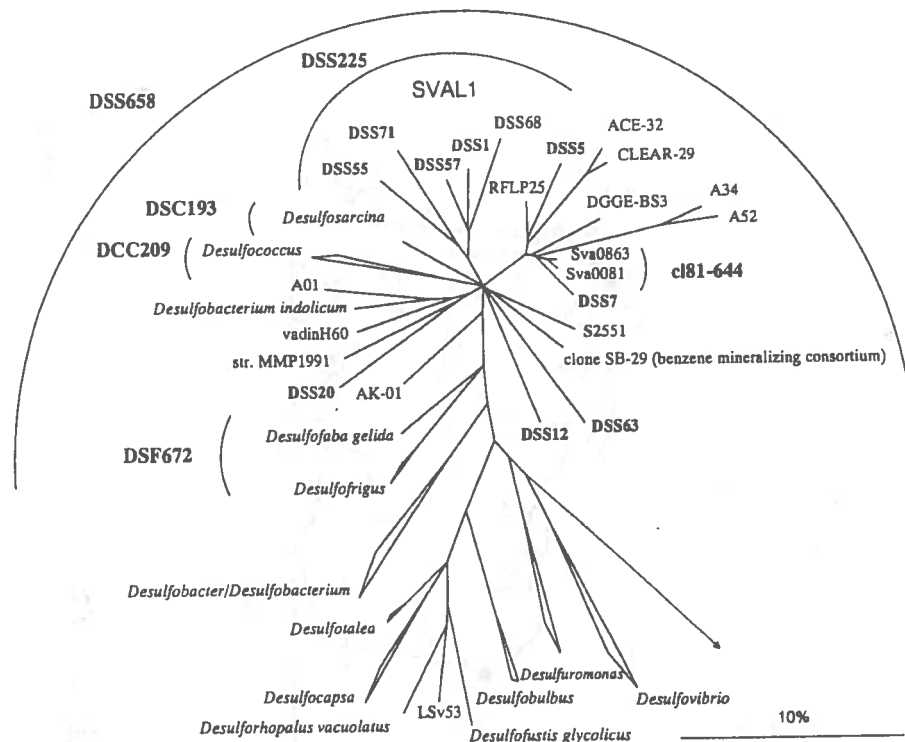 DSS225
DSS658
SVAL1
DSS71
DSS1
DSS68
DSS5
ACE-32
CLEAR-29
DSS55
DSS57
RFLP25
DGGE-BS3
A34
A52
DSC193
Desulfosarcina
DCC209
Desulfococcus
Sva0863
Sva0081
cl81-644
A01
DSS7
Desulfobacterium indolicum
S2551
vadinH60
clone SB-29 (benzene mineralizing consortium)
str. MMP1991
DSS20
AK-01
DSS12
DSS63
DSF672
Desulfofaba gelida
Desulfofrigus
Desulfobacter/Desulfobacterium
Desulfotalea
Desulfuromonas
Desulfocapsa
Desulfobulbus
Desulfovibrio
LSv53
Desulforhopalus vacuolatus
Desulfofustis glycolicus
10%